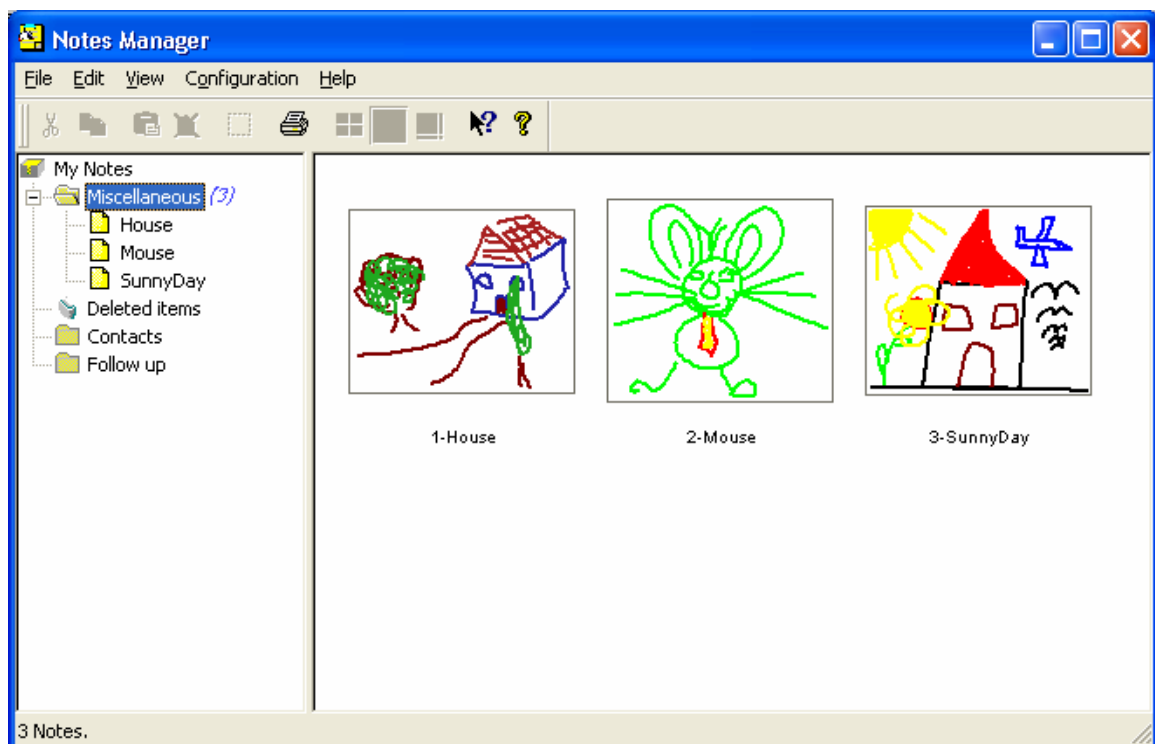 Notes Manager
File Edit View Configuration Help
My Notes
Miscellaneous (3)
House
Mouse
SunnyDay
Deleted items
Contacts
Follow up
1-House 2-Mouse 3-SunnyDay
3 Notes.